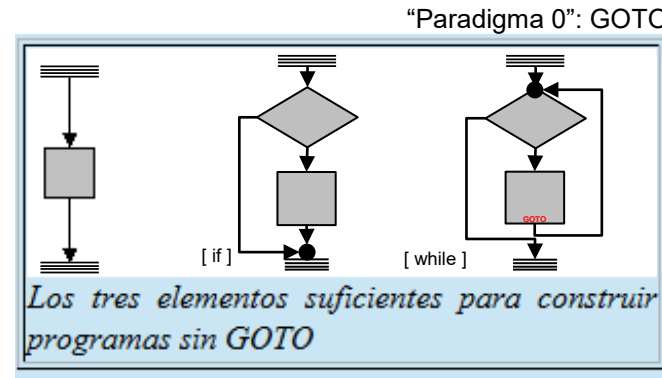 “Paradigma 0”: GOTO
GOTO
[ if ]
[ while ]
Los tres elementos suficientes para construir
programas sin GOTO